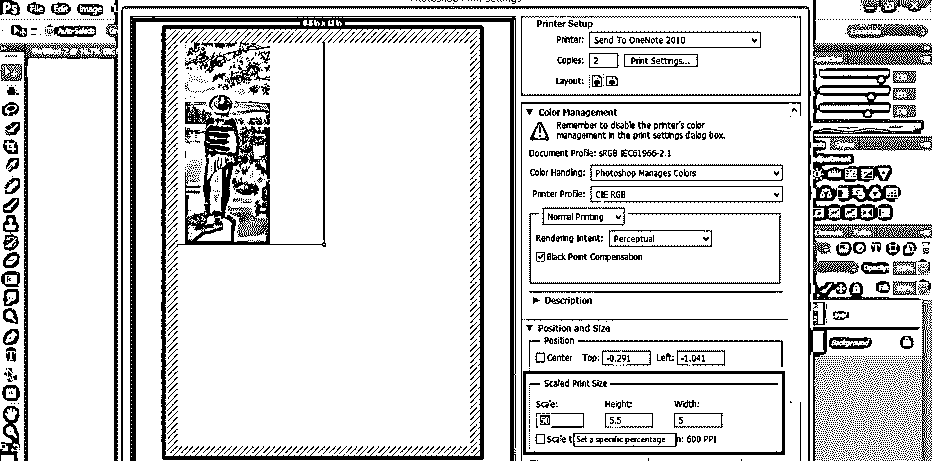 Photoshop Print Settings
Ps File Edit Image
Printer Setup
Printer: Send To OneNote 2010
Copies: 2 Print Settings...
Layout:
Color Management
Remember to disable the printer's color
management in the print settings dialog box.
Document Profile: sRGB IEC61966-2.1
Color Handling: Photoshop Manages Colors
Printer Profile: CIE RGB
Normal Printing
Rendering Intent: Perceptual
Black Point Compensation
Description
Position and Size
Position
Center Top: -0.291 Left: -1.041
Scaled Print Size
Scale: Height: Width:
5.5 5
Scale t Set a specific percentage n: 600 PPI
Background